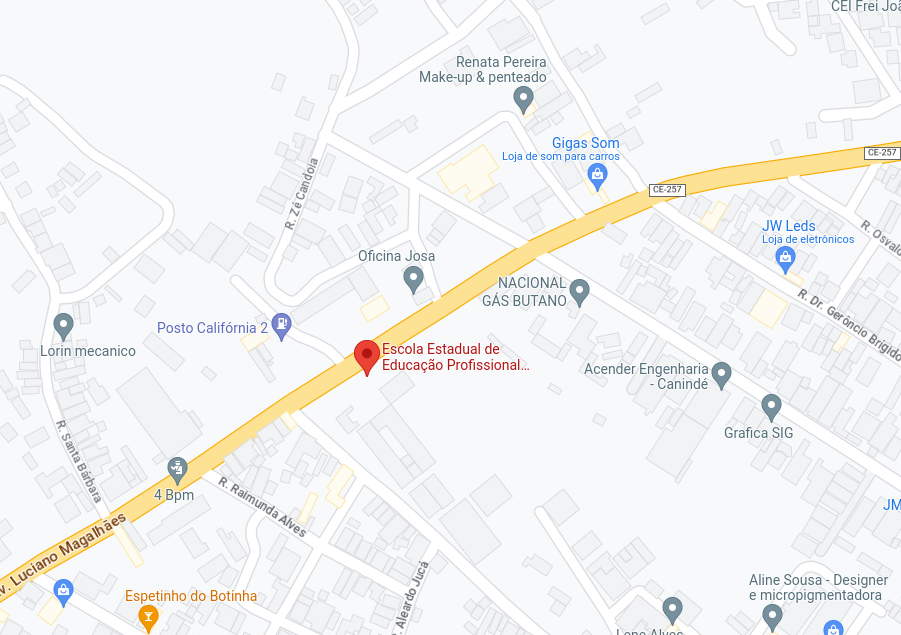 CEI Frei Joã
Renata Pereira
Make-up & penteado
Gigas Som
Loja de som para carros
CE-257
CE-257
R. Zé Candoia
JW Leds
Loja de eletrônicos
R. Osvaldo
Oficina Josa
NACIONAL
GÁS BUTANO
R. Dr. Gerôncio Brigido
Posto Califórnia 2
Lorin mecanico
Escola Estadual de
Educação Profissional...
Acender Engenharia
- Canindé
Grafica SIG
R. Santa Bárbara
4 Bpm
R. Raimunda Alves
JM
Av. Luciano Magalhães
R. Aleardo Jucá
Espetinho do Botinha
Aline Sousa - Designer
e micropigmentadora
Lene Alves